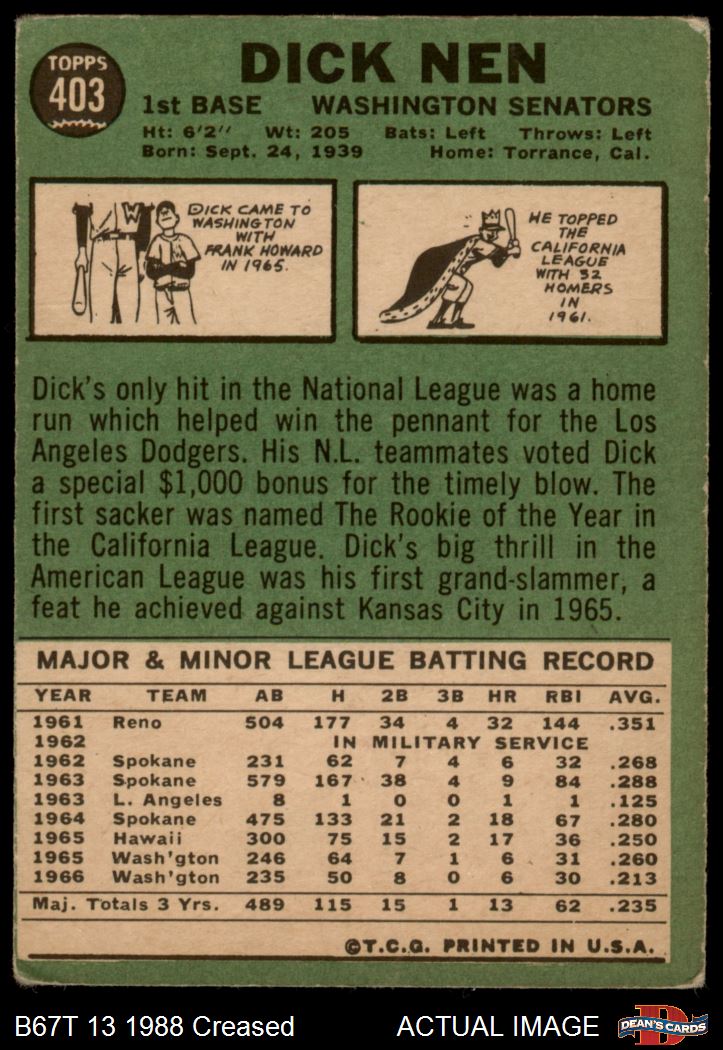 TOPPS
403
DICK NEN
1st BASE WASHINGTON SENATORS
Ht: 6'2" Wt: 205 Bats: Left Throws: Left
Born: Sept. 24, 1939 Home: Torrance, Cal.
W
DICK CAME TO
WASHINGTON
WITH
FRANK HOWARD
IN 1965.
HE TOPPED
THE
CALIFORNIA
LEAGUE
WITH 32
HOMERS
IN
1961.
Dick's only hit in the National League was a home
run which helped win the pennant for the Los
Angeles Dodgers. His N.L. teammates voted Dick
a special $1,000 bonus for the timely blow. The
first sacker was named The Rookie of the Year in
the California League. Dick's big thrill in the
American League was his first grand-slammer, a
feat he achieved against Kansas City in 1965.
MAJOR & MINOR LEAGUE BATTING RECORD
YEAR TEAM AB H 2B 3B HR RBI AVG.
1961 Reno 504 177 34 4 32 144 .351
1962 IN MILITARY SERVICE
1962 Spokane 231 62 7 4 6 32 .268
1963 Spokane 579 167 38 4 9 84 .288
1963 L. Angeles 8 1 0 0 1 1 .125
1964 Spokane 475 133 21 2 18 67 .280
1965 Hawaii 300 75 15 2 17 36 .250
1965 Wash'gton 246 64 7 1 6 31 .260
1966 Wash'gton 235 50 8 0 6 30 .213
Maj. Totals 3 Yrs. 489 115 15 1 13 62 .235
©T.C.G. PRINTED IN U.S.A.
B67T 13 1988 Creased ACTUAL IMAGE
D
DEAN'S CARDS